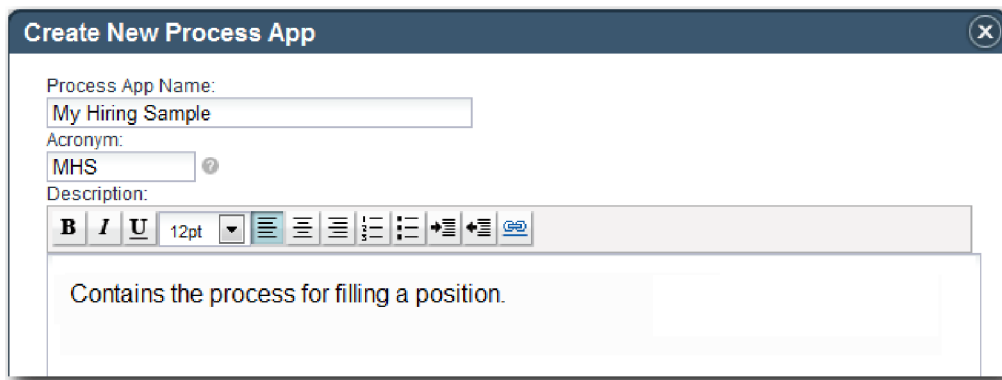 Create New Process App
Process App Name:
My Hiring Sample
Acronym:
MHS
Description:
B I U 12pt
Contains the process for filling a position.